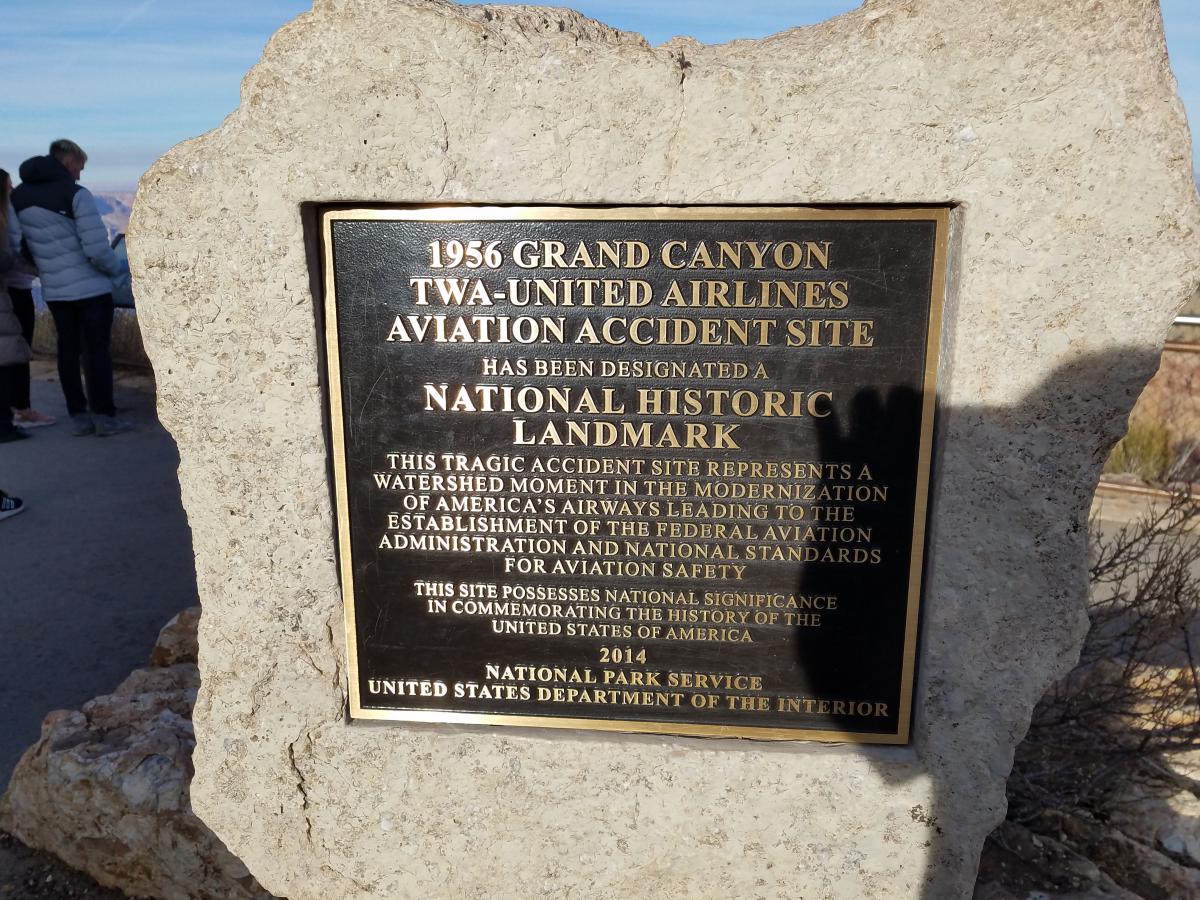 1956 GRAND CANYON
TWA-UNITED AIRLINES
AVIATION ACCIDENT SITE
HAS BEEN DESIGNATED A
NATIONAL HISTORIC
LANDMARK
THIS TRAGIC ACCIDENT SITE REPRESENTS A
WATERSHED MOMENT IN THE MODERNIZATION
OF AMERICA'S AIRWAYS LEADING TO THE
ESTABLISHMENT OF THE FEDERAL AVIATION
ADMINISTRATION AND NATIONAL STANDARDS
FOR AVIATION SAFETY
THIS SITE POSSESSES NATIONAL SIGNIFICANCE
IN COMMEMORATING THE HISTORY OF THE
UNITED STATES OF AMERICA
2014
NATIONAL PARK SERVICE
UNITED STATES DEPARTMENT OF THE INTERIOR